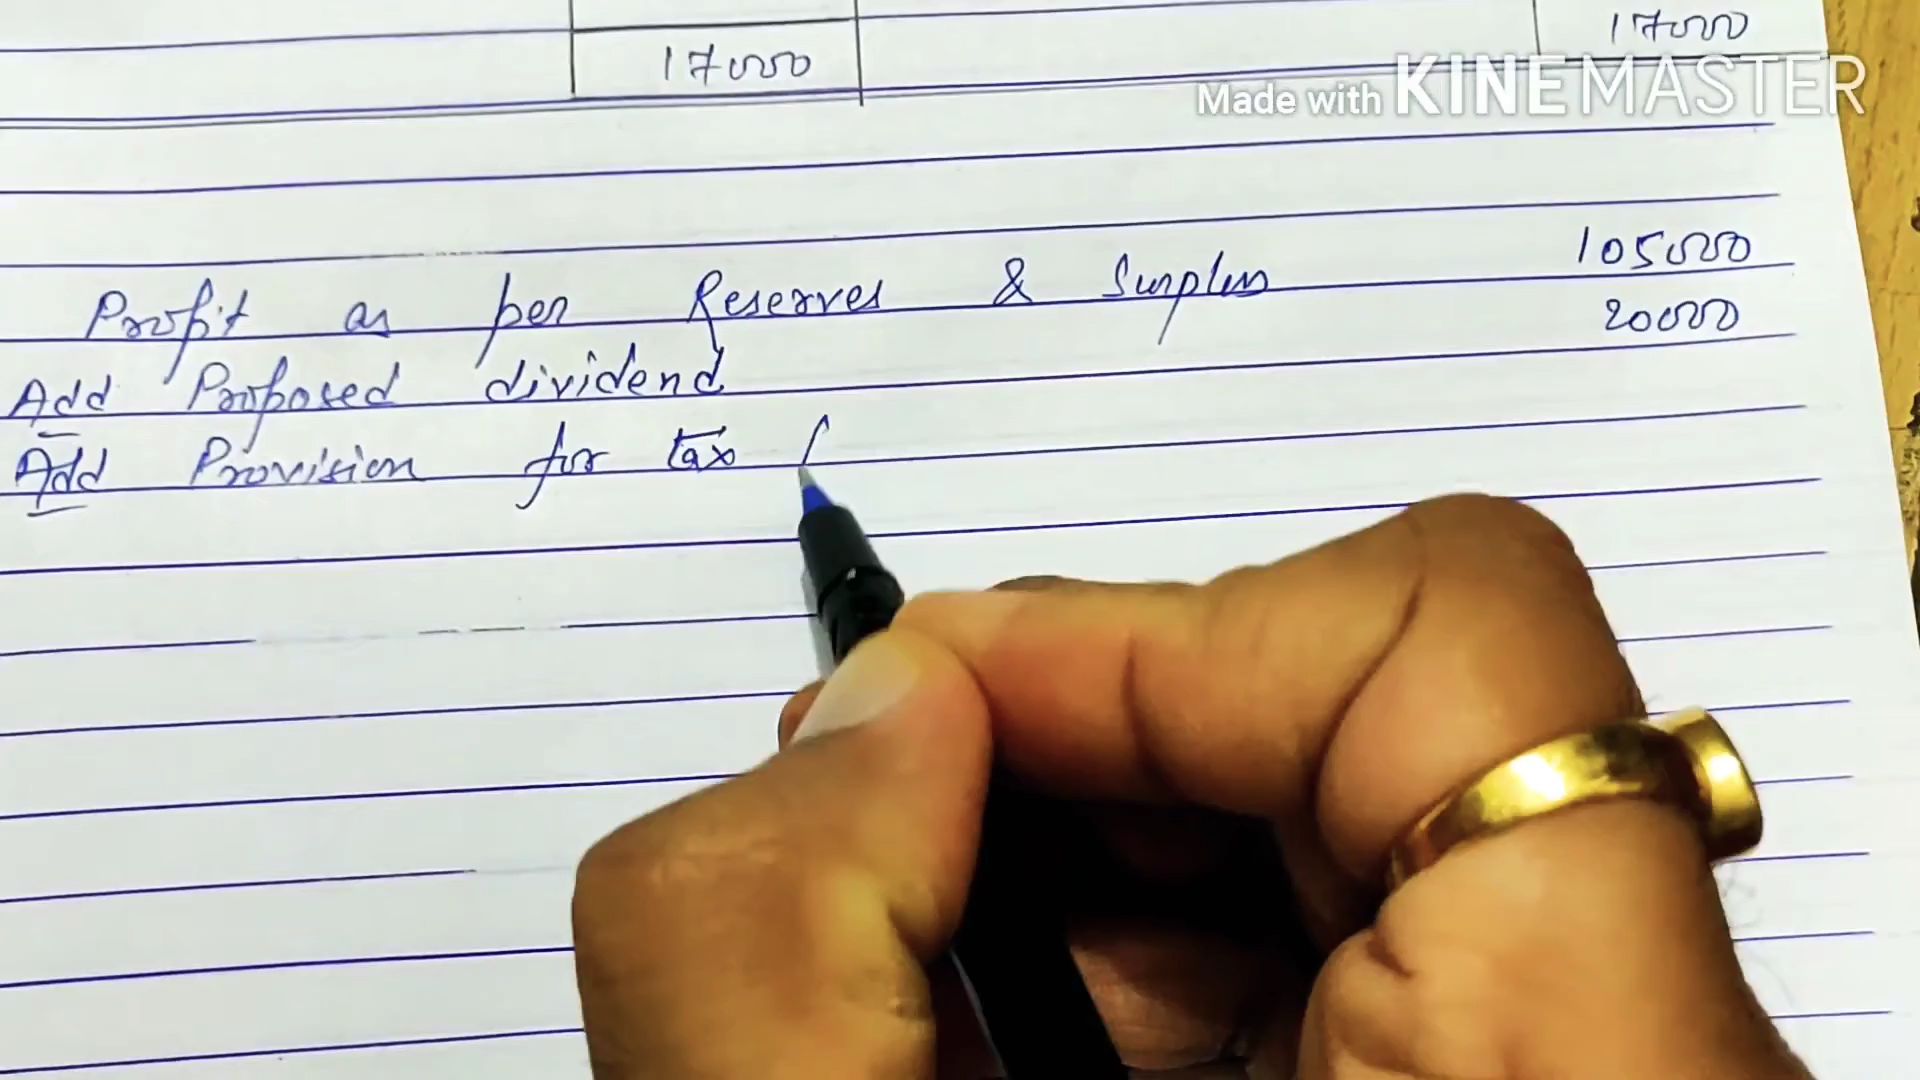 17000
17000
Made with KINEMASTER
Profit as per Reserves & Surplus 105000
Add Proposed dividend 20000
Add Provision for tax (